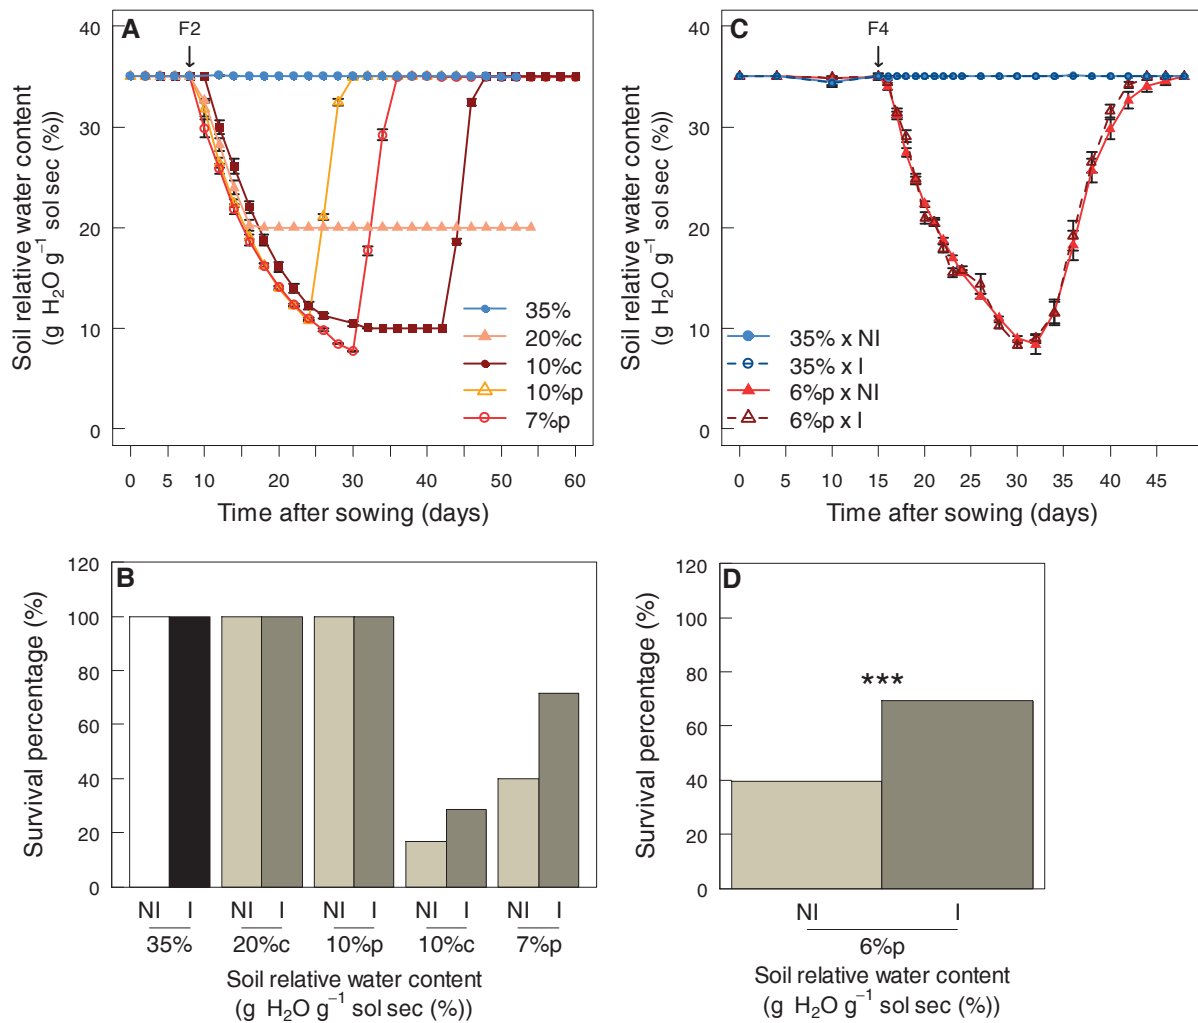 A
F2
Soil relative water content
(g H₂O g⁻¹ sol sec (%))
40
30
20
10
0
35%
20%c
10%c
10%p
7%p
0 5 10 20 30 40 50 60
Time after sowing (days)
C
F4
Soil relative water content
(g H₂O g⁻¹ sol sec (%))
40
30
20
10
0
35% x NI
35% x I
6%p x NI
6%p x I
0 5 10 15 20 25 30 35 40 45
Time after sowing (days)
B
Survival percentage (%)
120
100
80
60
40
20
0
NI I NI I NI I NI I NI I
35% 20%c 10%p 10%c 7%p
Soil relative water content
(g H₂O g⁻¹ sol sec (%))
D
Survival percentage (%)
120
100
80
60
40
20
0
***
NI I
6%p
Soil relative water content
(g H₂O g⁻¹ sol sec (%))